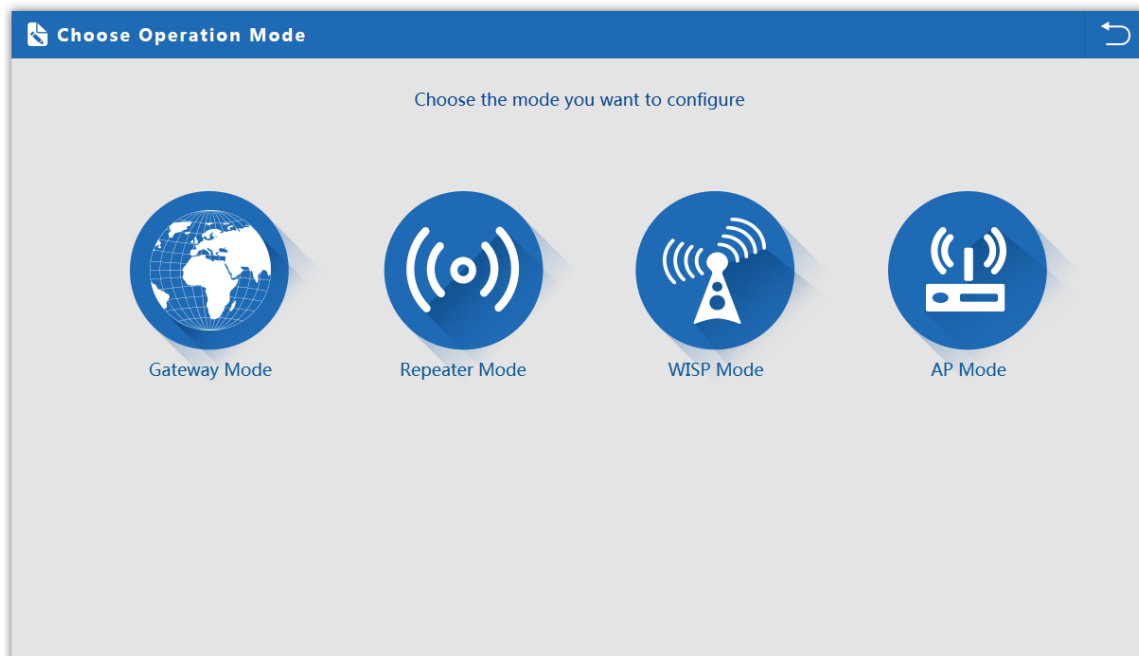 Choose Operation Mode
Choose the mode you want to configure
Gateway Mode
Repeater Mode
WISP Mode
AP Mode